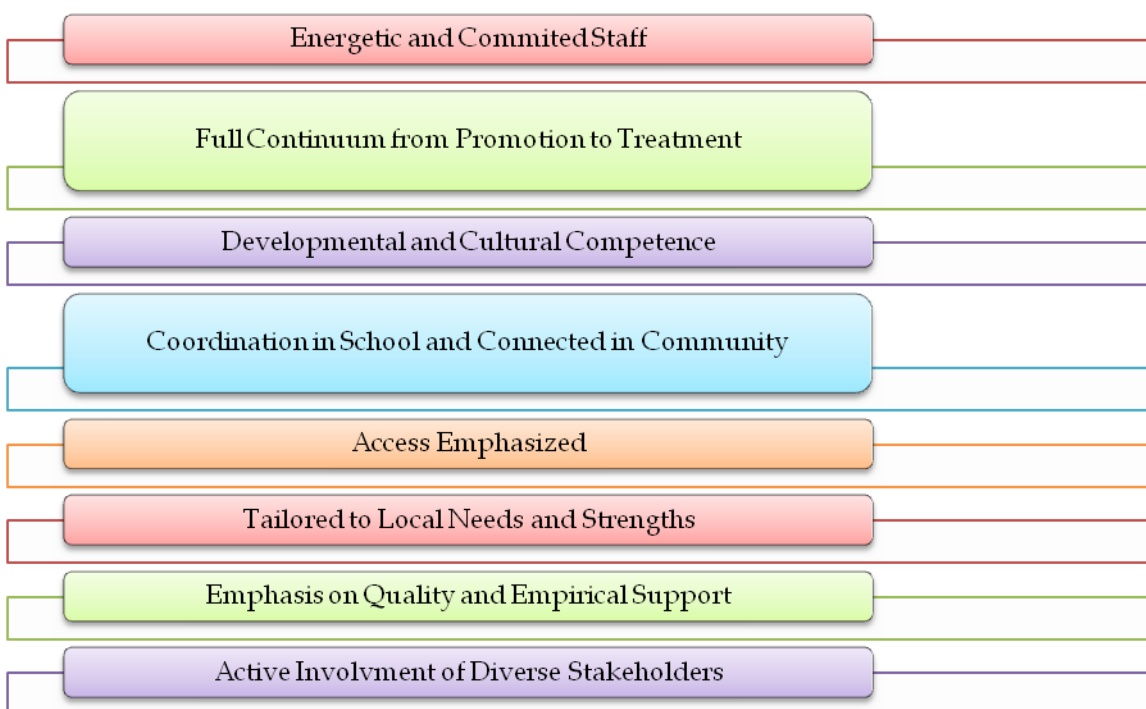 Energetic and Commited Staff
Full Continuum from Promotion to Treatment
Developmental and Cultural Competence
Coordination in School and Connected in Community
Access Emphasized
Tailored to Local Needs and Strengths
Emphasis on Quality and Empirical Support
Active Involvment of Diverse Stakeholders